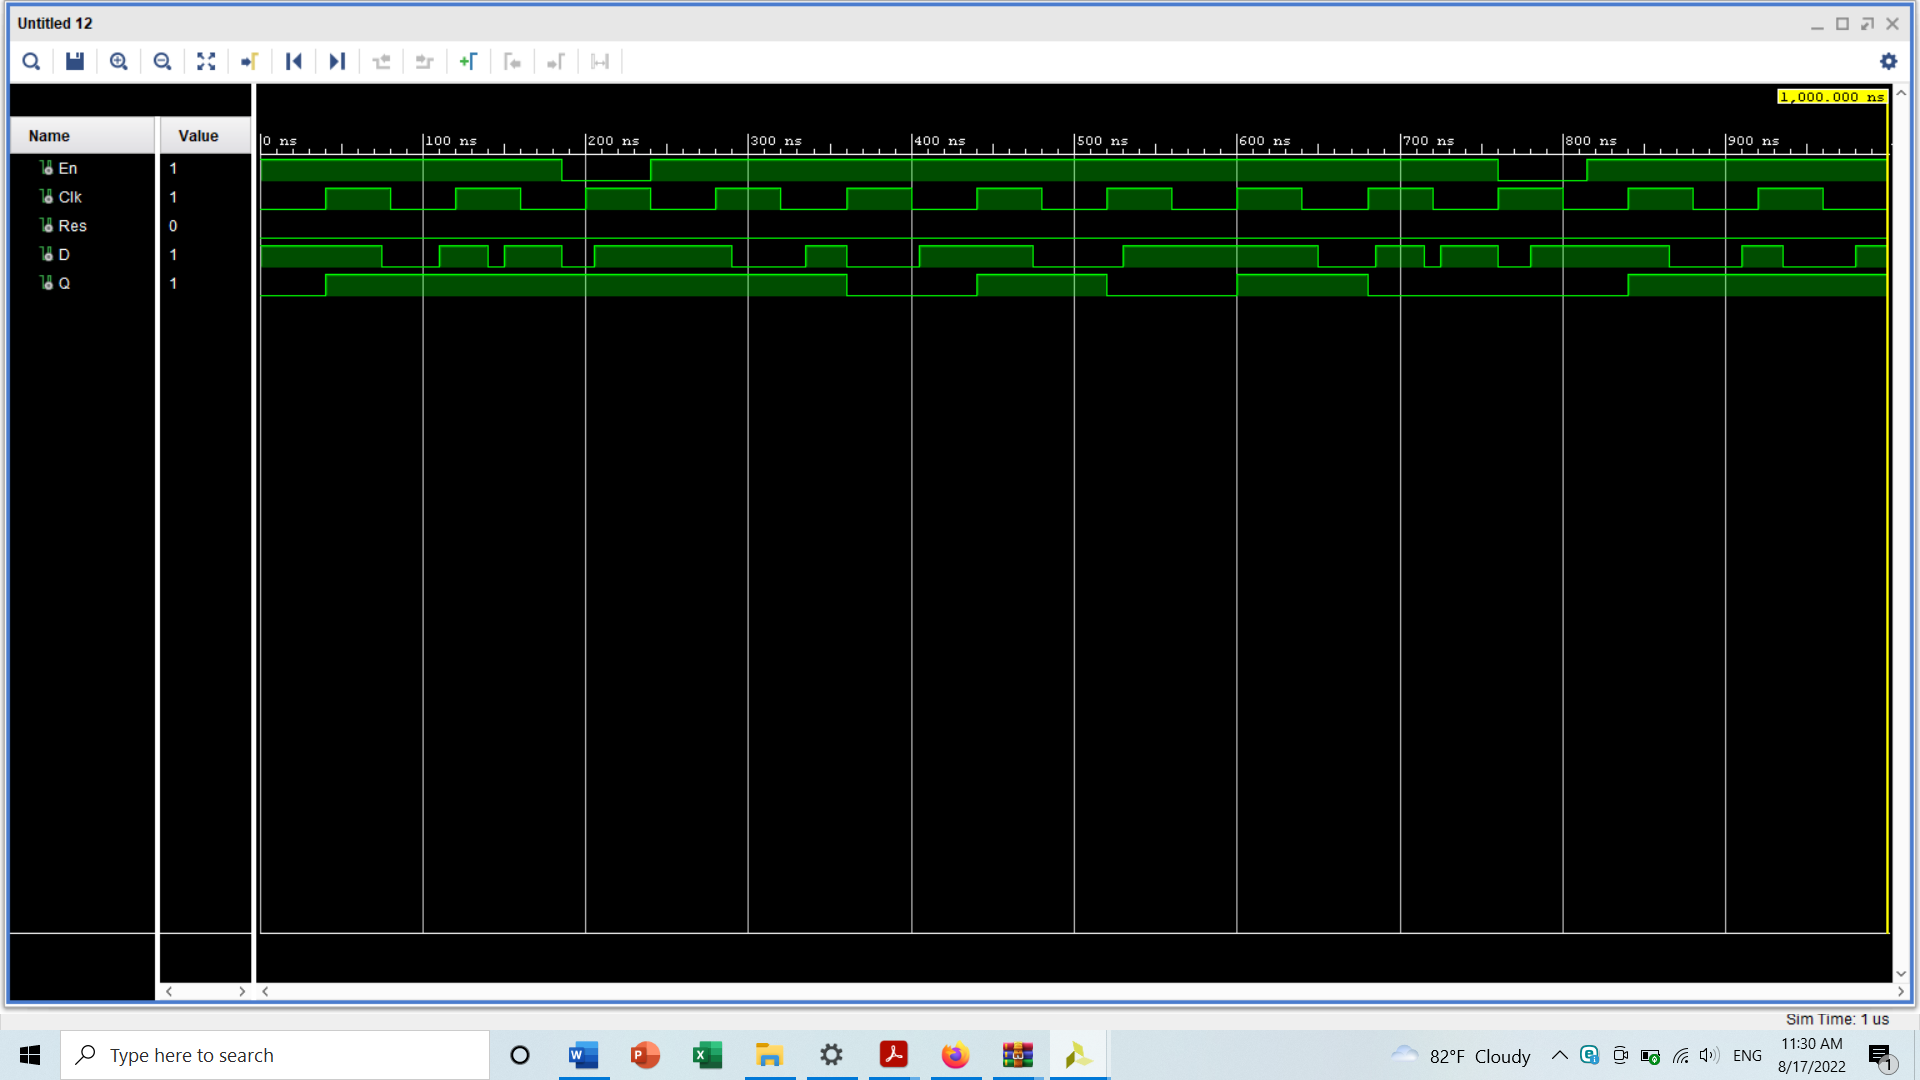 Untitled 12
1,000.000 ns
Name Value
0 ns 100 ns 200 ns 300 ns 400 ns 500 ns 600 ns 700 ns 800 ns 900 ns
En 1
Clk 1
Res 0
D 1
Q 1
Sim Time: 1 us
Type here to search
82°F Cloudy
ENG
11:30 AM
8/17/2022
1